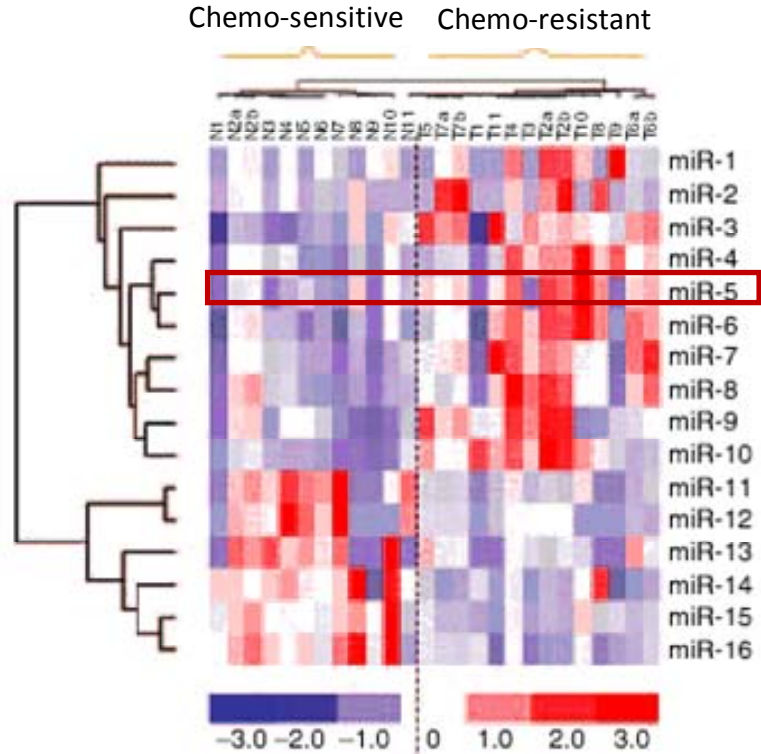 Chemo-sensitive Chemo-resistant
N1 N2a N2b N3 N4 N5 N6 N7 N8 N9 N10 N11 T5 T7a T7b T1 T11 T4 T3 T2a T2b T10 T8 T9 T6a T6b
miR-1
miR-2
miR-3
miR-4
miR-5
miR-6
miR-7
miR-8
miR-9
miR-10
miR-11
miR-12
miR-13
miR-14
miR-15
miR-16
−3.0 −2.0 −1.0 0 1.0 2.0 3.0